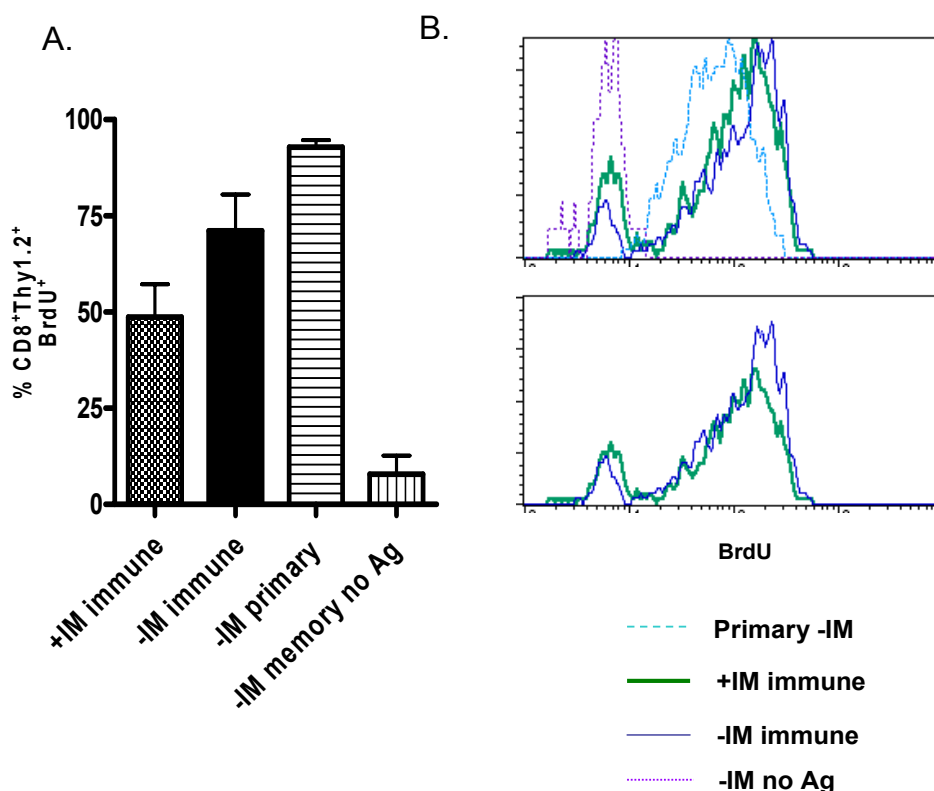 A.
B.
100
75
50
25
0
% CD8⁺Thy1.2⁺
BrdU⁺
+IM immune
-IM immune
-IM primary
-IM memory no Ag
BrdU
Primary -IM
+IM immune
-IM immune
-IM no Ag